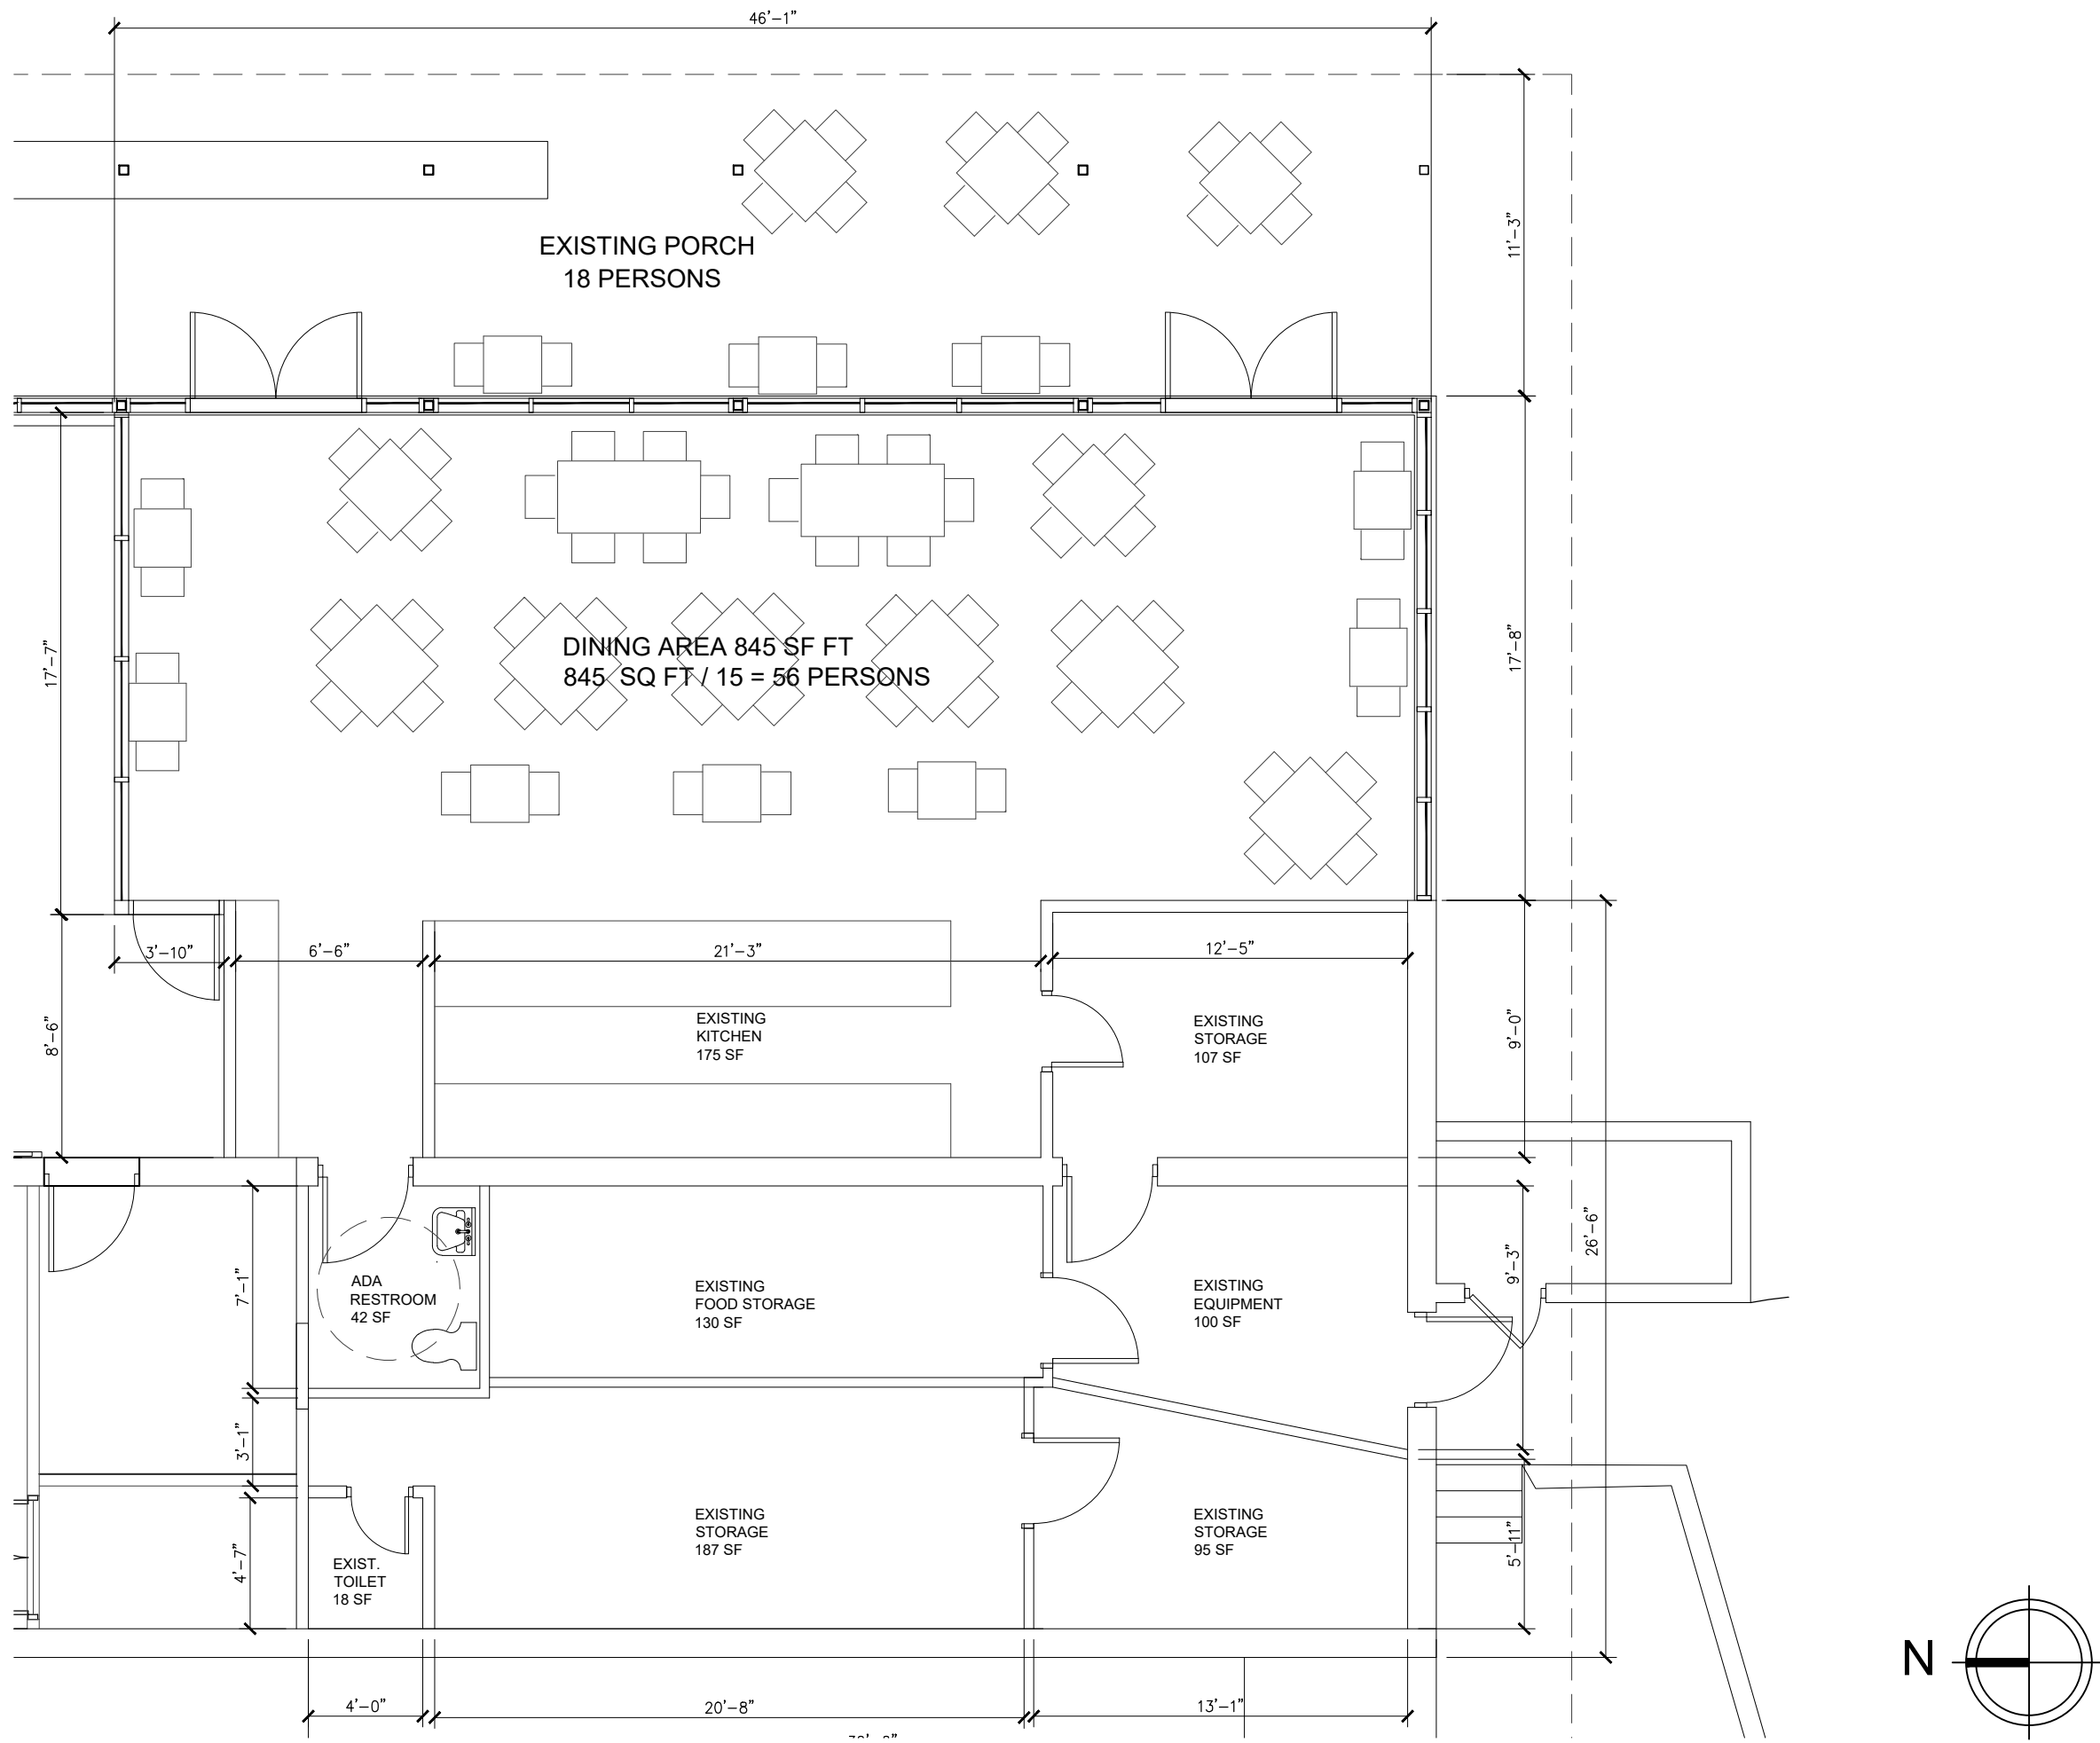 46'-1"
11'-3"
EXISTING PORCH
18 PERSONS
17'-7"
17'-8"
DINING AREA 845 SF FT
845 SQ FT / 15 = 56 PERSONS
3'-10"
6'-6"
21'-3"
12'-5"
8'-6"
9'-0"
EXISTING
KITCHEN
175 SF
EXISTING
STORAGE
107 SF
26'-6"
9'-3"
7'-1"
ADA
RESTROOM
42 SF
EXISTING
FOOD STORAGE
130 SF
EXISTING
EQUIPMENT
100 SF
3'-1"
4'-7"
EXIST.
TOILET
18 SF
EXISTING
STORAGE
187 SF
EXISTING
STORAGE
95 SF
5'-11"
N
4'-0"
20'-8"
13'-1"